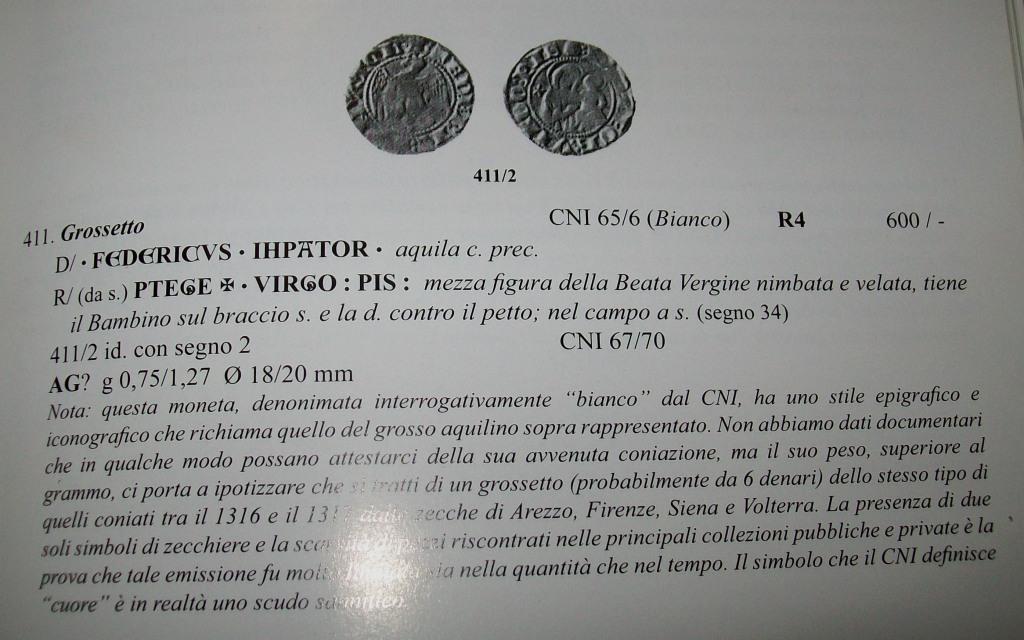 411/2
411. Grossetto CNI 65/6 (Bianco) R4 600 / -
D/ · FEDERICVS · IHPATOR · aquila c. prec.
R/ (da s.) PTEGE ✠ · VIRGO : PIS : mezza figura della Beata Vergine nimbata e velata, tiene
il Bambino sul braccio s. e la d. contro il petto; nel campo a s. (segno 34)
411/2 id. con segno 2 CNI 67/70
AG? g 0,75/1,27 Ø 18/20 mm
Nota: questa moneta, denonimata interrogativamente “bianco” dal CNI, ha uno stile epigrafico e
iconografico che richiama quello del grosso aquilino sopra rappresentato. Non abbiamo dati documentari
che in qualche modo possano attestarci della sua avvenuta coniazione, ma il suo peso, superiore al
grammo, ci porta a ipotizzare che si tratti di un grossetto (probabilmente da 6 denari) dello stesso tipo di
quelli coniati tra il 1316 e il dalle zecche di Arezzo, Firenze, Siena e Volterra. La presenza di due
soli simboli di zecchiere e la riscontrati nelle principali collezioni pubbliche e private è la
prova che tale emissione fu nella quantità che nel tempo. Il simbolo che il CNI definisce
“cuore” è in realtà uno scudo